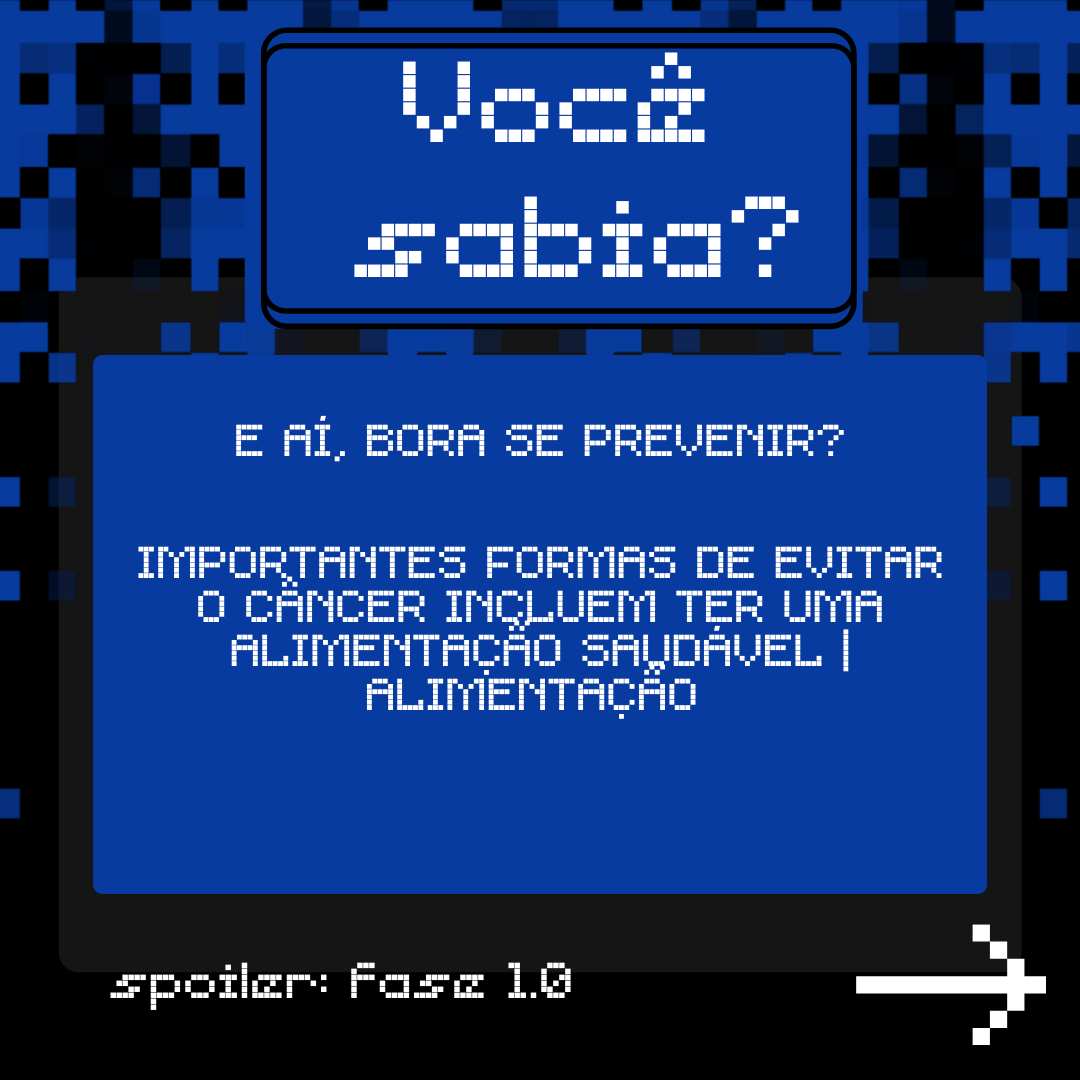 Você
sabia?
E AÍ, BORA SE PREVENIR?
IMPORTANTES FORMAS DE EVITAR
O CÂNCER INCLUEM TER UMA
ALIMENTAÇÃO SAUDÁVEL |
ALIMENTAÇÃO
spoiler: fase 1.0